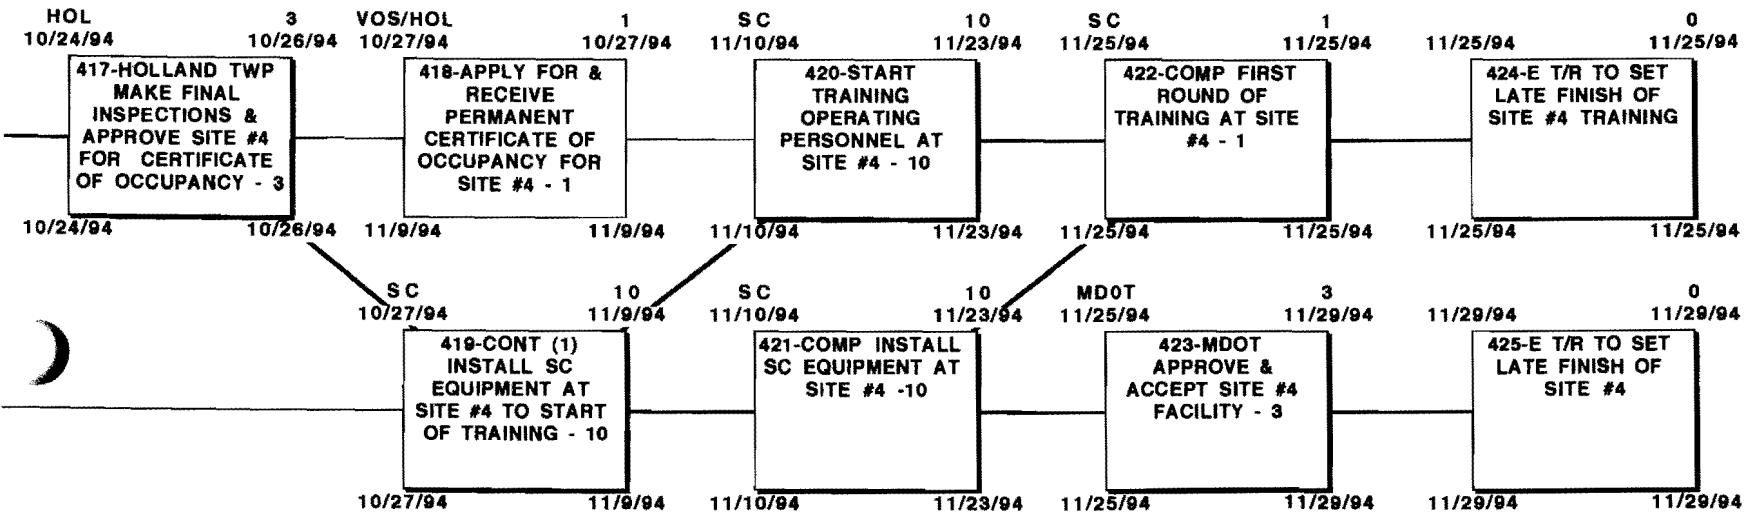 HOL 3
10/24/94 10/26/94
417-HOLLAND TWP
MAKE FINAL
INSPECTIONS &
APPROVE SITE #4
FOR CERTIFICATE
OF OCCUPANCY - 3
10/24/94 10/26/94
VOS/HOL 1
10/27/94 10/27/94
418-APPLY FOR &
RECEIVE
PERMANENT
CERTIFICATE OF
OCCUPANCY FOR
SITE #4 - 1
11/9/94 11/9/94
SC 10
11/10/94 11/23/94
420-START
TRAINING
OPERATING
PERSONNEL AT
SITE #4 - 10
11/10/94 11/23/94
SC 1
11/25/94 11/25/94
422-COMP FIRST
ROUND OF
TRAINING AT SITE
#4 - 1
11/25/94 11/25/94
0
11/25/94 11/25/94
424-E T/R TO SET
LATE FINISH OF
SITE #4 TRAINING
11/25/94 11/25/94
SC 10
10/27/94 11/9/94
419-CONT (1)
INSTALL SC
EQUIPMENT AT
SITE #4 TO START
OF TRAINING - 10
10/27/94 11/9/94
SC 10
11/10/94 11/23/94
421-COMP INSTALL
SC EQUIPMENT AT
SITE #4 -10
11/10/94 11/23/94
MD0T 3
11/25/94 11/29/94
423-MDOT
APPROVE &
ACCEPT SITE #4
FACILITY - 3
11/25/94 11/29/94
0
11/29/94 11/29/94
425-E T/R TO SET
LATE FINISH OF
SITE #4
11/29/94 11/29/94